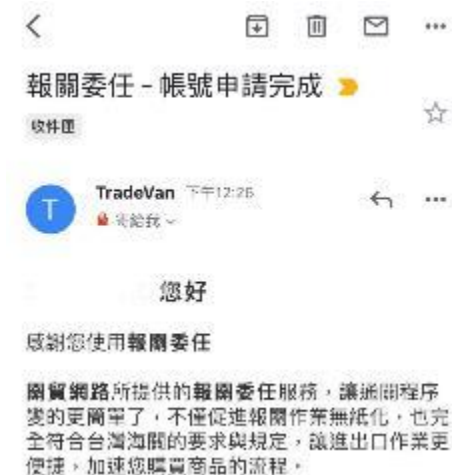 報關委任 - 帳號申請完成
收件匣
T
TradeVan 下午12:26
寄給我
您好
感謝您使用報關委任
關貿網路所提供的報關委任服務，讓通關程序
變的更簡單了，不僅促進報關作業無紙化，也完
全符合台灣海關的要求與規定，讓進出口作業更
便捷，加速您購買商品的流程。